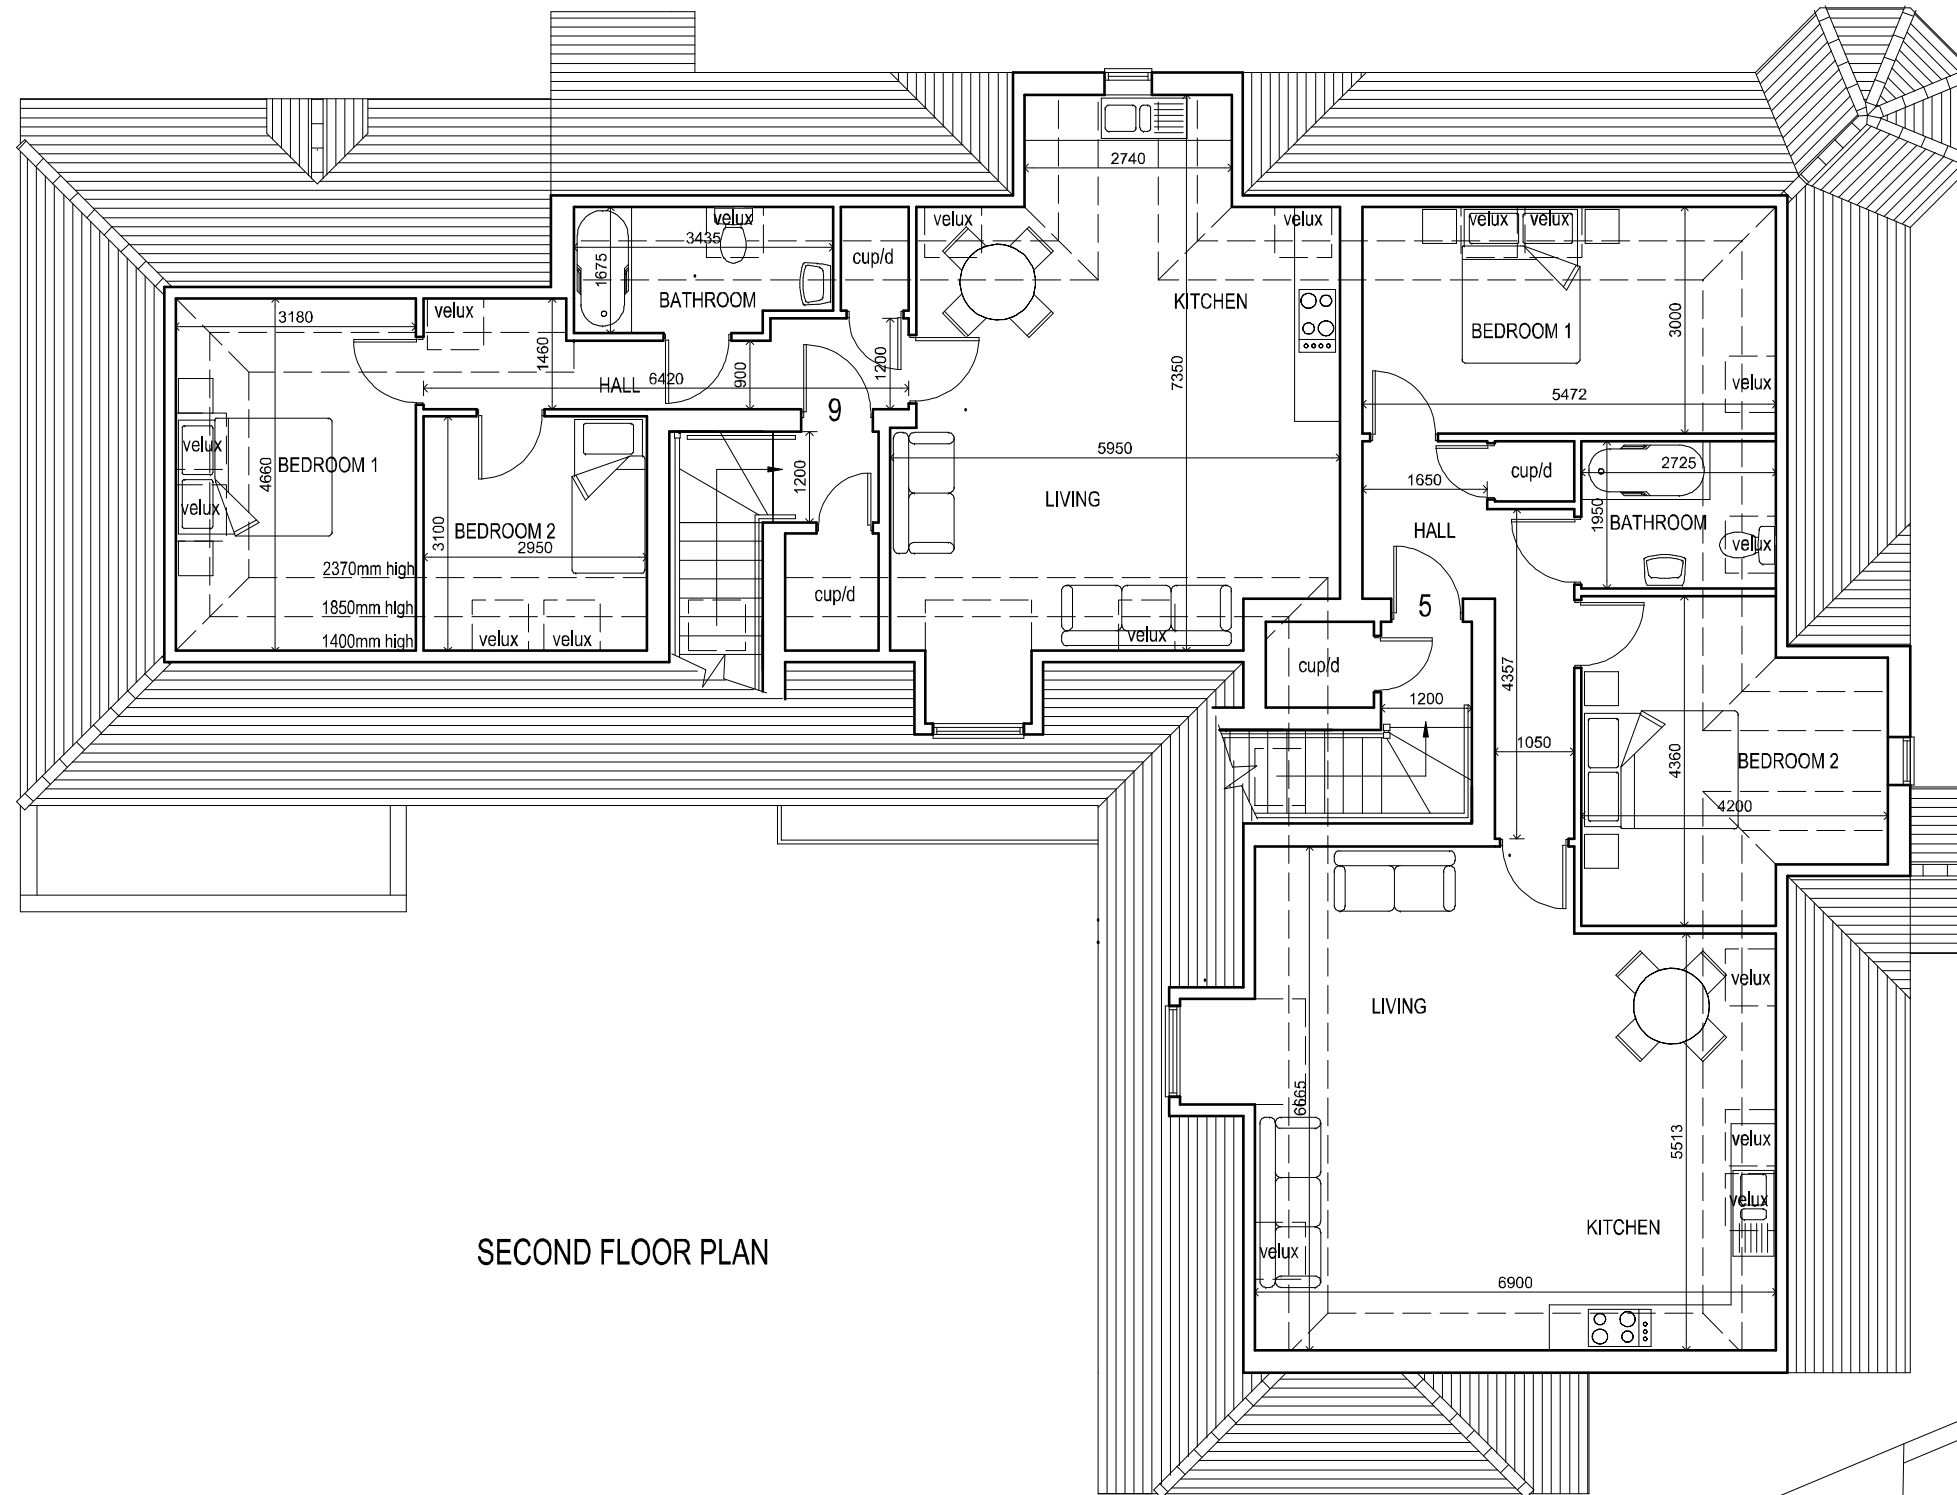 2740
velux
3435
1675
BATHROOM
cup/d
velux
KITCHEN
velux
velux
velux
BEDROOM 1
3000
velux
5472
3180
velux
1460
HALL
6420
900
1200
7350
9
velux
velux
4660
BEDROOM 1
3100
BEDROOM 2
2950
2370mm high
1850mm high
1400mm high
velux
velux
1200
cup/d
5950
LIVING
velux
1650
cup/d
2725
1950
BATHROOM
velux
HALL
5
cup/d
1200
4357
1050
4360
BEDROOM 2
4200
LIVING
velux
6665
5513
velux
velux
KITCHEN
velux
6900
SECOND FLOOR PLAN